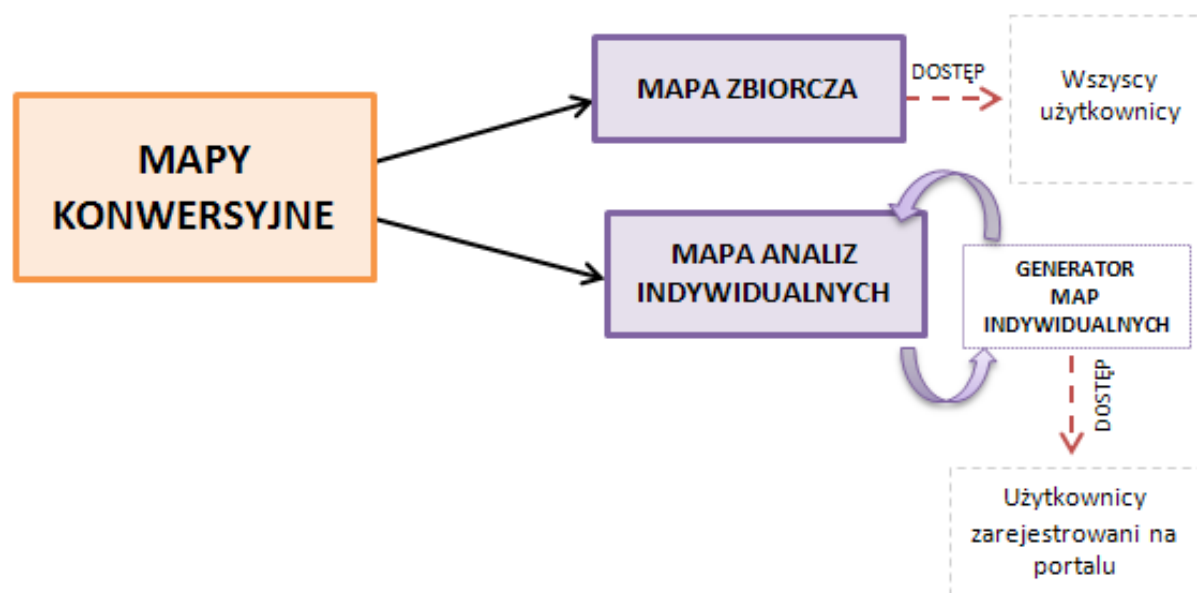 MAPY
KONWERSYJNE
MAPA ZBIORCZA
DOSTĘP
Wszyscy
użytkownicy
MAPA ANALIZ
INDYWIDUALNYCH
GENERATOR
MAP
INDYWIDUALNYCH
DOSTĘP
Użytkownicy
zarejestrowani na
portalu